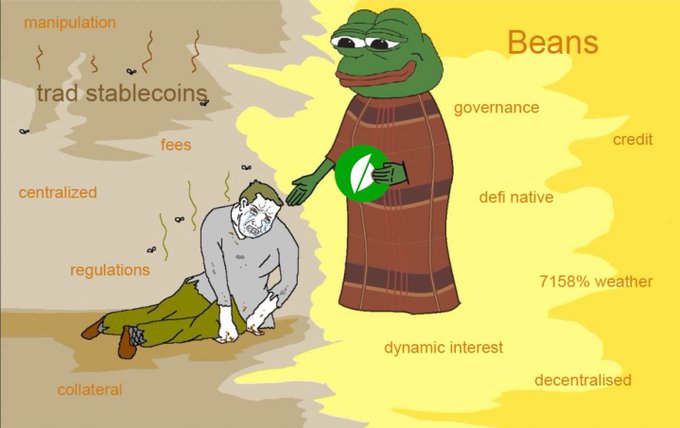 manipulation
trad stablecoins
fees
centralized
regulations
collateral
Beans
governance
credit
defi native
7158% weather
dynamic interest
decentralised